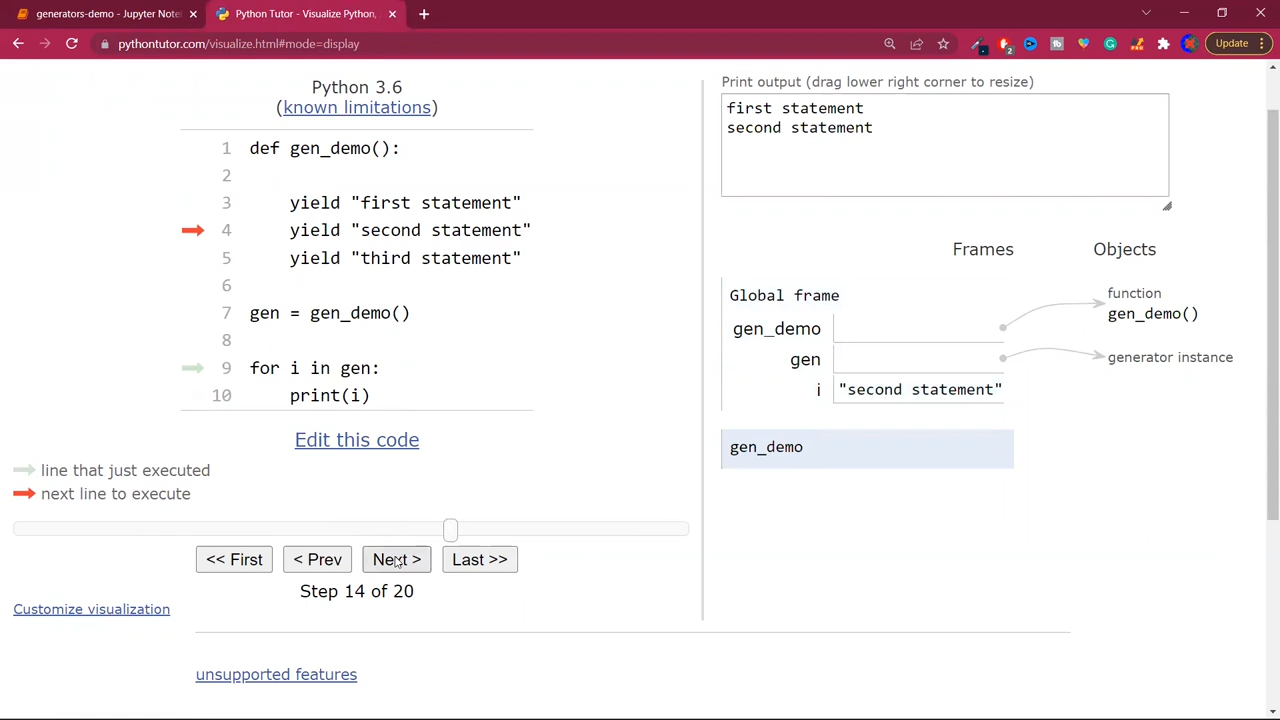 generators-demo - Jupyter Note
Python Tutor - Visualize Python,
pythontutor.com/visualize.html#mode=display
2
Update
Python 3.6
(known limitations)
1 def gen_demo():
2
3 yield "first statement"
4 yield "second statement"
5 yield "third statement"
6
7 gen = gen_demo()
8
9 for i in gen:
10 print(i)
Edit this code
line that just executed
next line to execute
<< First < Prev Next > Last >>
Step 14 of 20
Customize visualization
unsupported features
Print output (drag lower right corner to resize)
first statement
second statement
Frames Objects
Global frame
gen_demo
gen
i "second statement"
function
gen_demo()
generator instance
gen_demo